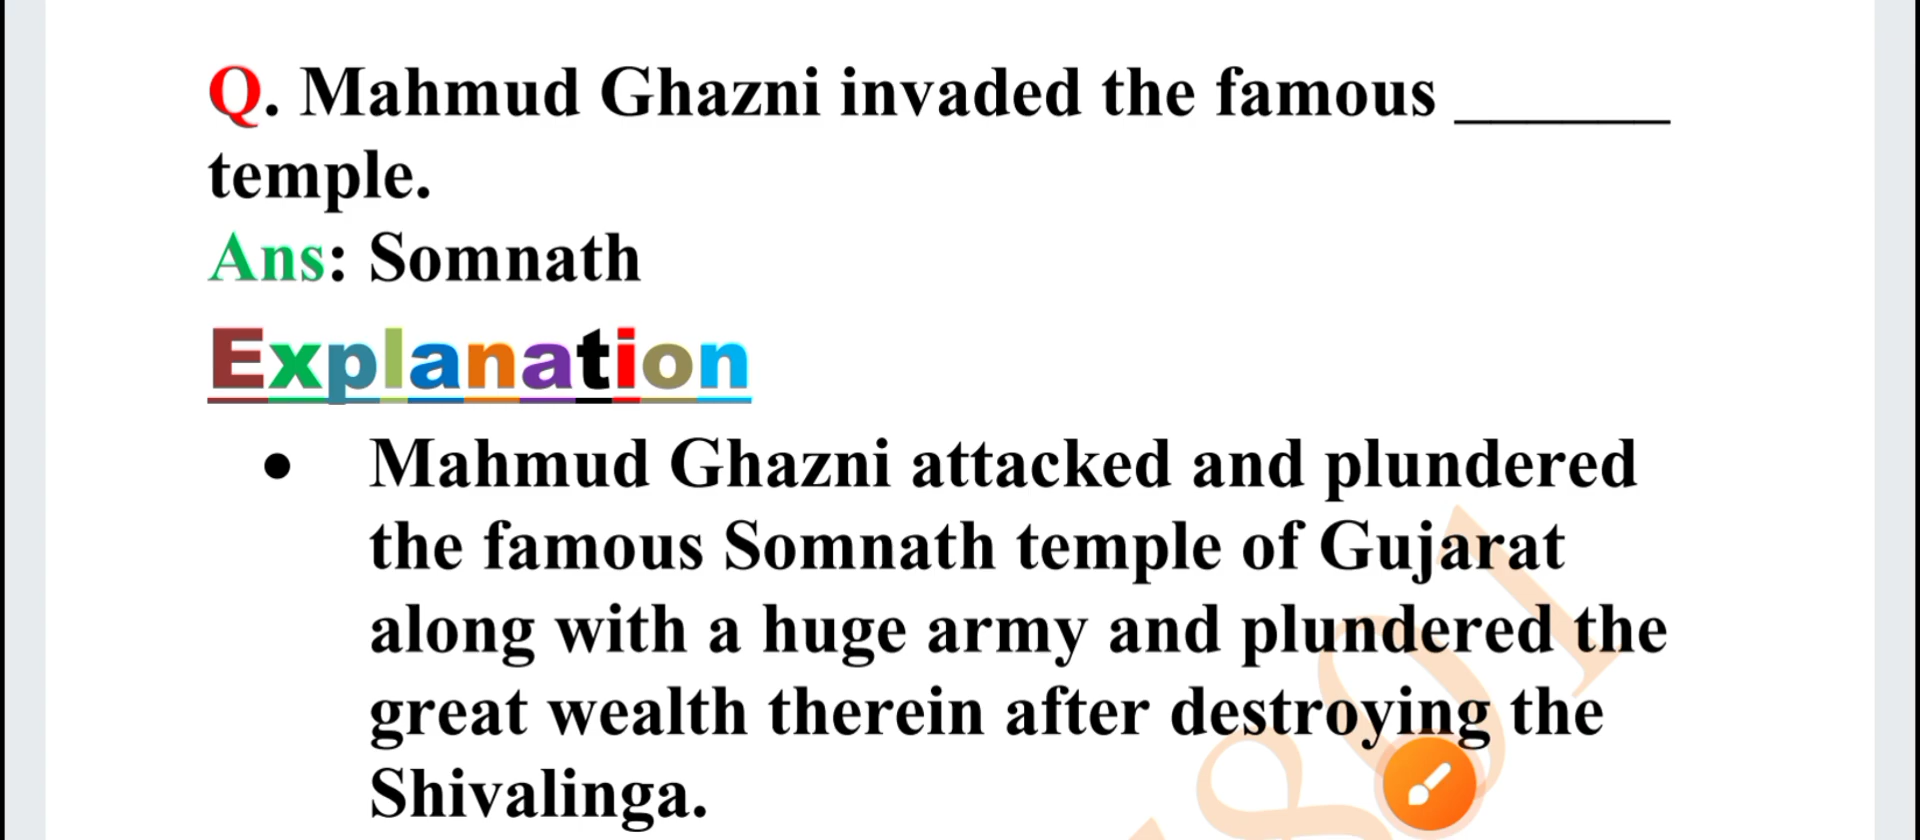 Q. Mahmud Ghazni invaded the famous ______
temple.
Ans: Somnath
Explanation
• Mahmud Ghazni attacked and plundered
the famous Somnath temple of Gujarat
along with a huge army and plundered the
great wealth therein after destroying the
Shivalinga.